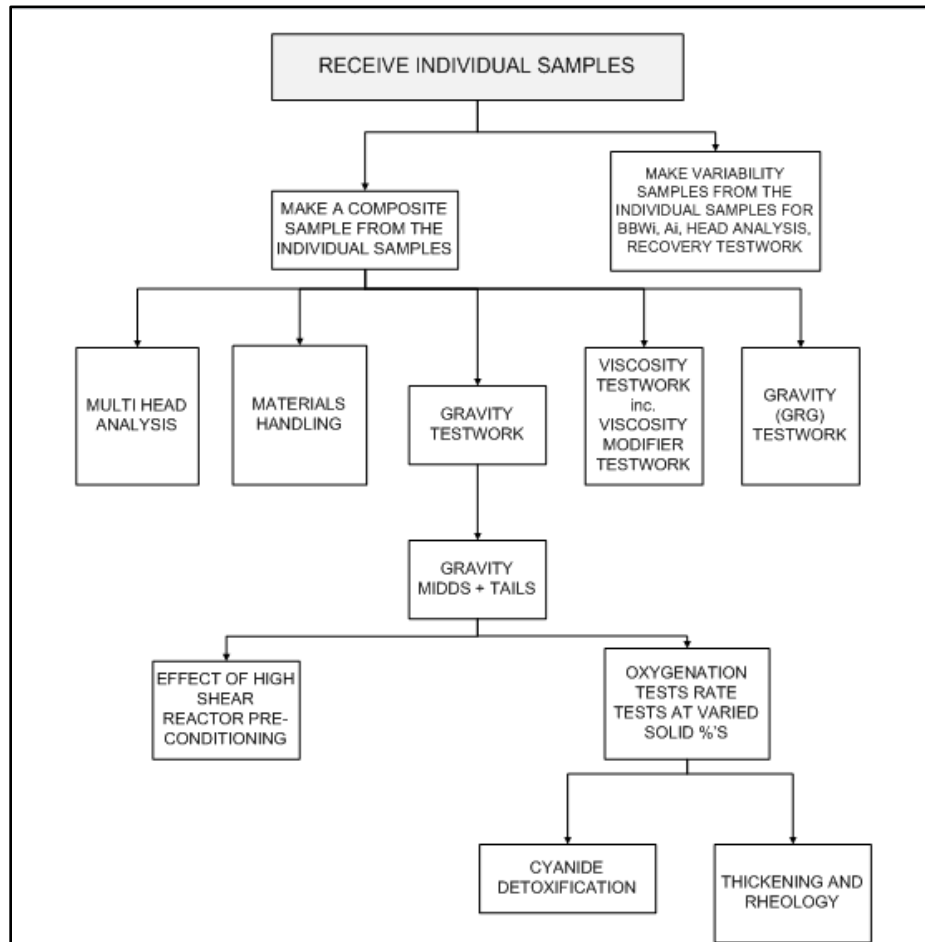 RECEIVE INDIVIDUAL SAMPLES
MAKE A COMPOSITE
SAMPLE FROM THE
INDIVIDUAL SAMPLES
MAKE VARIABILITY
SAMPLES FROM THE
INDIVIDUAL SAMPLES FOR
BBWi, Ai, HEAD ANALYSIS,
RECOVERY TESTWORK
MULTI HEAD
ANALYSIS
MATERIALS
HANDLING
GRAVITY
TESTWORK
VISCOSITY
TESTWORK
inc.
VISCOSITY
MODIFIER
TESTWORK
GRAVITY
(GRG)
TESTWORK
GRAVITY
MIDDS + TAILS
EFFECT OF HIGH
SHEAR
REACTOR PRE-
CONDITIONING
OXYGENATION
TESTS RATE
TESTS AT VARIED
SOLID %'S
CYANIDE
DETOXIFICATION
THICKENING AND
RHEOLOGY